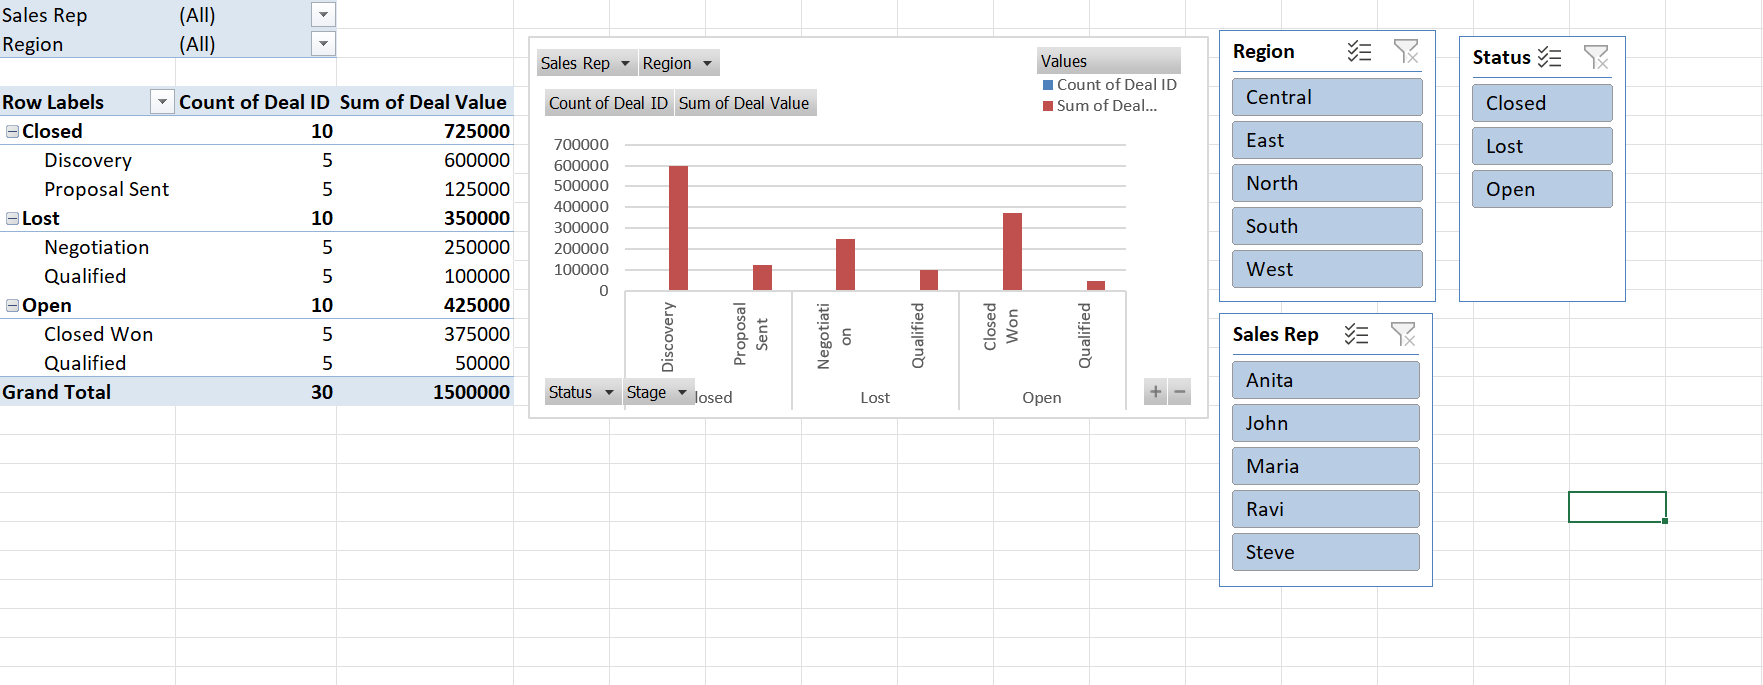 Sales Rep (All)
Region (All)
Row Labels Count of Deal ID Sum of Deal Value
Closed 10 725000
Discovery 5 600000
Proposal Sent 5 125000
Lost 10 350000
Negotiation 5 250000
Qualified 5 100000
Open 10 425000
Closed Won 5 375000
Qualified 5 50000
Grand Total 30 1500000
Sales Rep Region
Count of Deal ID Sum of Deal Value
Values
Count of Deal ID
Sum of Deal...
700000
600000
500000
400000
300000
200000
100000
0
Discovery
Proposal
Sent
Negotiati
on
Qualified
Closed
Won
Qualified
Status Stage losed Lost Open
Region
Central
East
North
South
West
Status
Closed
Lost
Open
Sales Rep
Anita
John
Maria
Ravi
Steve